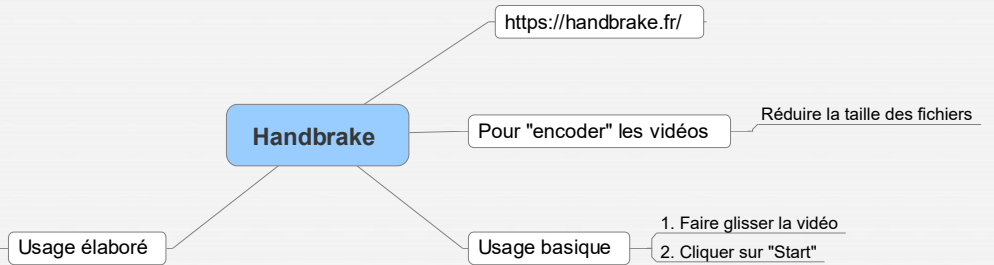 https://handbrake.fr/
Handbrake
Pour "encoder" les vidéos
Réduire la taille des fichiers
Usage élaboré
Usage basique
1. Faire glisser la vidéo
2. Cliquer sur "Start"